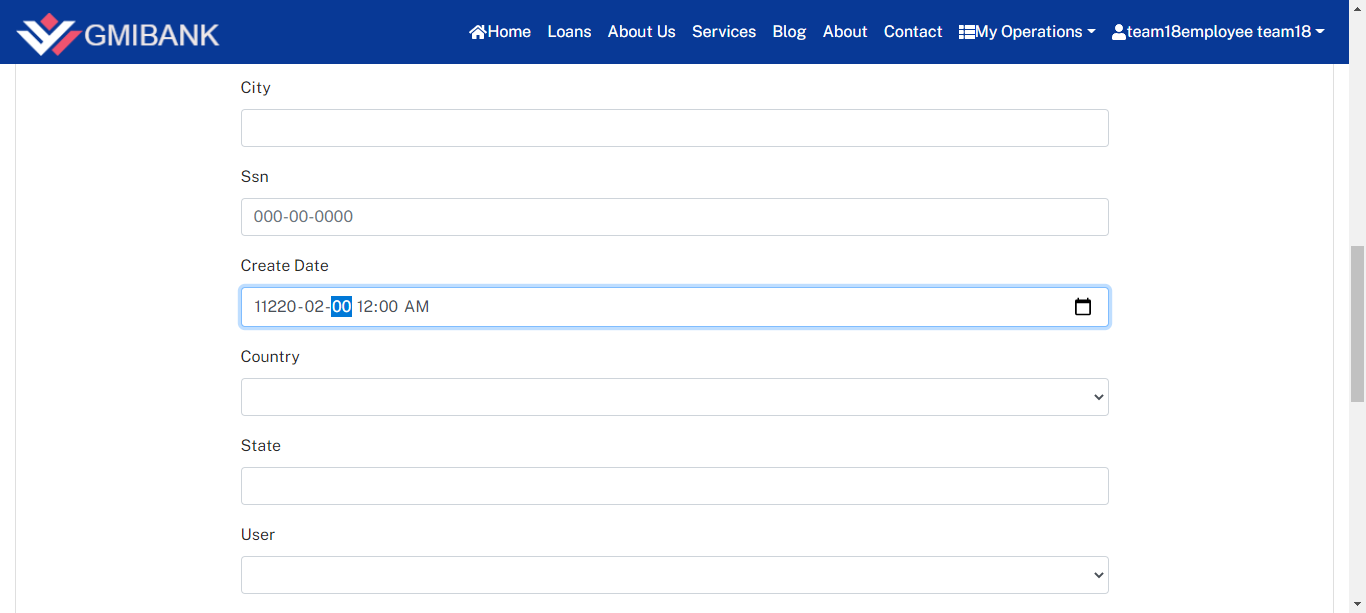 GMIBANK
Home Loans About Us Services Blog About Contact My Operations team18employee team18
City
Ssn
000-00-0000
Create Date
11220-02-00 12:00 AM
Country
State
User